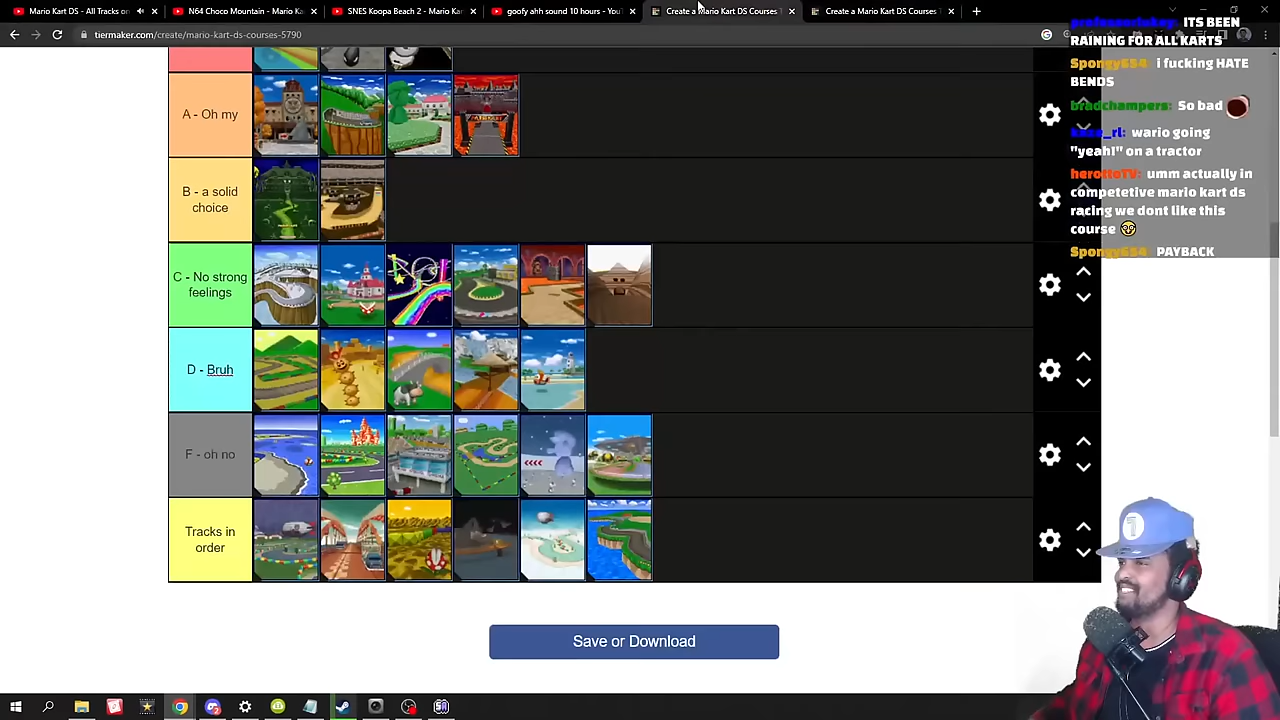 Mario Kart DS - All Tracks on
N64 Choco Mountain - Mario Ka
SNES Koopa Beach 2 - Mario Kar
goofy ahh sound 10 hours - You
Create a Mario Kart DS Courses
Create a Mario Kart DS Courses T
tiermaker.com/create/mario-kart-ds-courses-5790
ITS BEEN
RAINING FOR ALL KARTS
Spongy654: i fucking HATE
BENDS
bradchampers: So bad
wario going
"yeah!" on a tractor
herottoTV: umm actually in
competetive mario kart ds
racing we dont like this
course
Spongy654: PAYBACK
A - Oh my
B - a solid
choice
C - No strong
feelings
D - Bruh
F - oh no
Tracks in
order
Save or Download